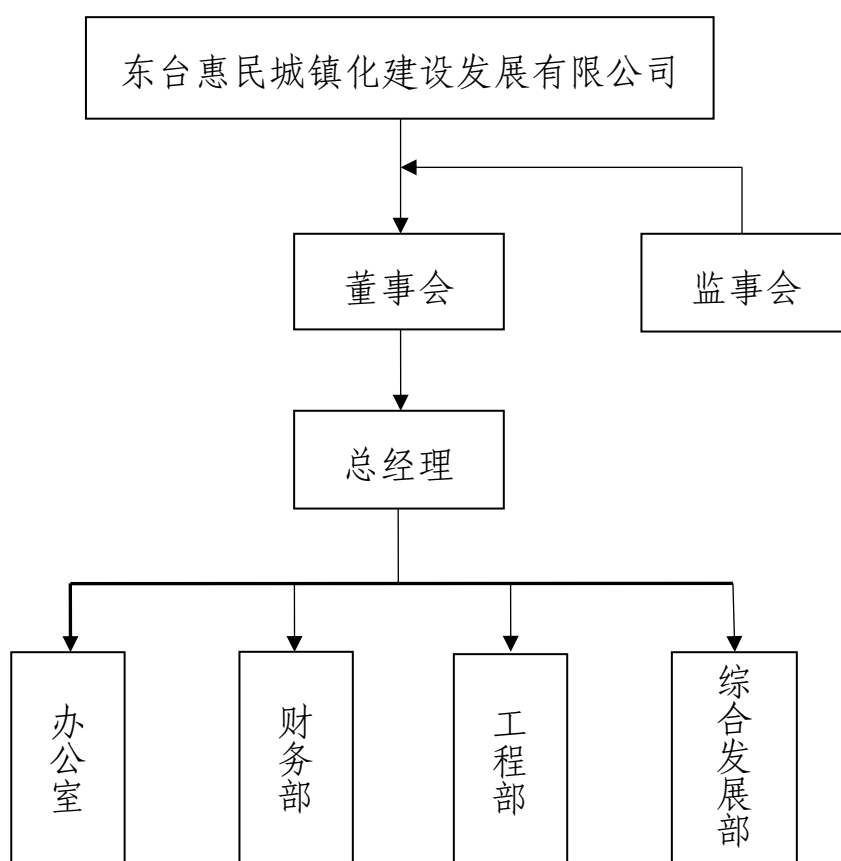 东台惠民城镇化建设发展有限公司
董事会
监事会
总经理
办公室
财务部
工程部
综合发展部